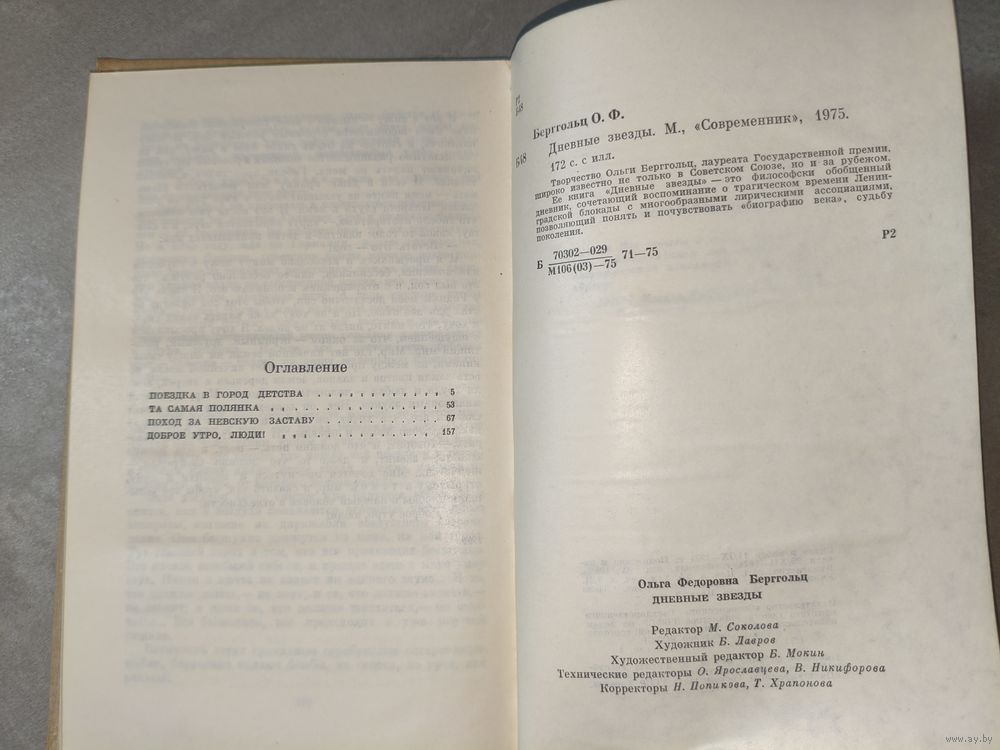 Оглавление
ПОЕЗДКА В ГОРОД ДЕТСТВА . . . . . . . . . . . . 5
ТА САМАЯ ПОЛЯНКА . . . . . . . . . . . . . . . 53
ПОХОД ЗА НЕВСКУЮ ЗАСТАВУ . . . . . . . . . . . 67
ДОБРОЕ УТРО, ЛЮДИ! . . . . . . . . . . . . . . 157
Б48
Б48
Берггольц О. Ф.
Дневные звезды. М., «Современник», 1975.
172 с. с илл.
Творчество Ольги Берггольц, лауреата Государственной премии,
широко известно не только в Советском Союзе, но и за рубежом.
Ее книга «Дневные звезды» — это философски обобщенный
дневник, сочетающий воспоминание о трагическом времени Ленин-
градской блокады с многообразными лирическими ассоциациями,
позволяющий понять и почувствовать «биографию века», судьбу
поколения.
Б 70302—029
М106(03)—75 71—75
Р2
Ольга Федоровна Берггольц
ДНЕВНЫЕ ЗВЕЗДЫ
Редактор М. Соколова
Художник Б. Лавров
Художественный редактор Б. Мокин
Технические редакторы О. Ярославцева, В. Никифорова
Корректоры Н. Попикова, Т. Храпонова
www.ay.by